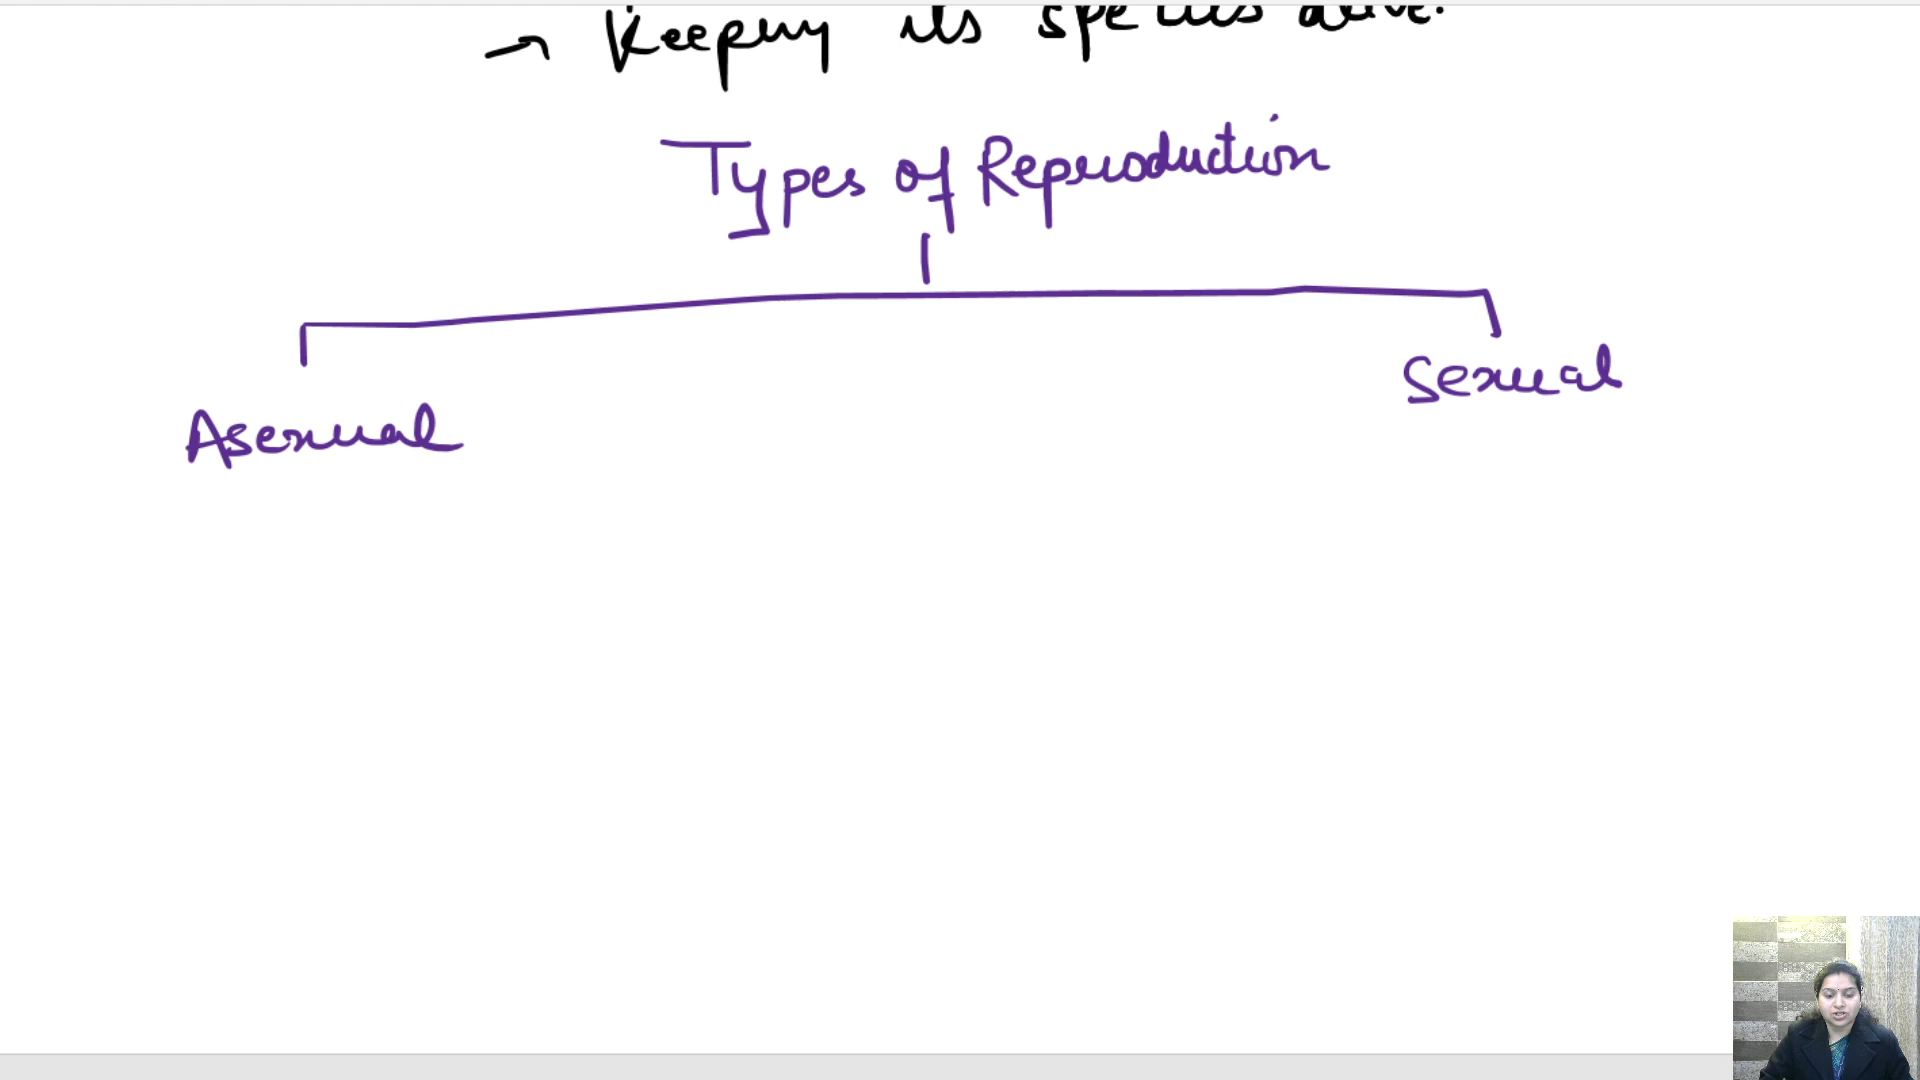 → Keeping its species alive.
Types of Reproduction
Asexual
Sexual